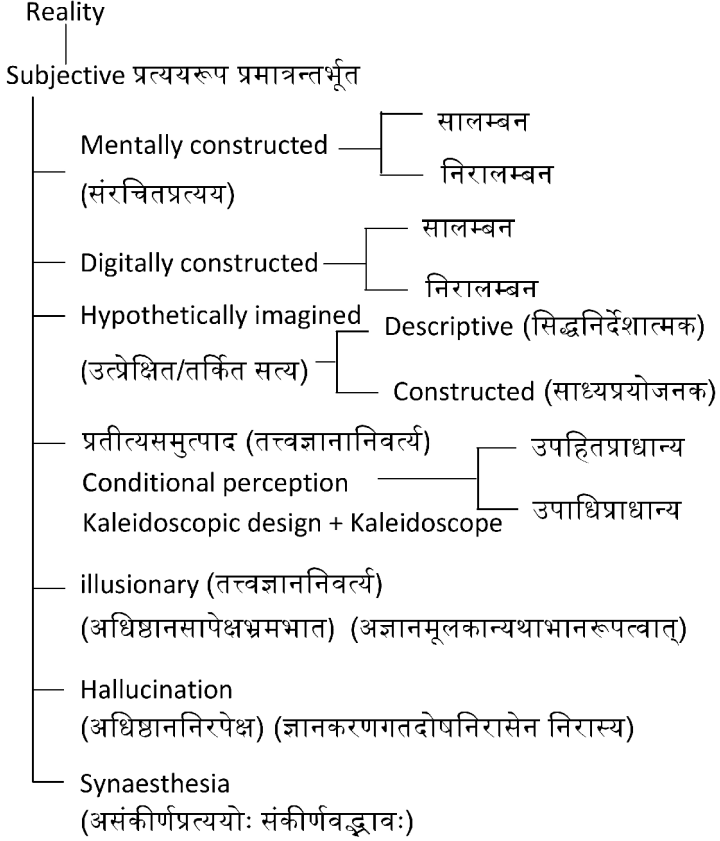 Reality
Subjective प्रत्ययरूप प्रमात्रन्तर्भूत
सालम्बन
Mentally constructed
निरालम्बन
(संरचितप्रत्यय)
सालम्बन
Digitally constructed
निरालम्बन
Hypothetically imagined
Descriptive (सिद्धनिर्देशात्मक)
(उत्प्रेक्षित/तर्कित सत्य)
Constructed (साध्यप्रयोजनक)
प्रतीत्यसमुत्पाद (तत्त्वज्ञानानिवर्त्य)
उपहितप्राधान्य
Conditional perception
उपाधिप्राधान्य
Kaleidoscopic design + Kaleidoscope
illusionary (तत्त्वज्ञाननिवर्त्य)
(अधिष्ठानसापेक्षभ्रमभात) (अज्ञानमूलकान्यथाभानरूपत्वात्)
Hallucination
(अधिष्ठाननिरपेक्ष) (ज्ञानकरणगतदोषनिरासेन निरास्य)
Synaesthesia
(असंकीर्णप्रत्यययोः संकीर्णवद्भावः)